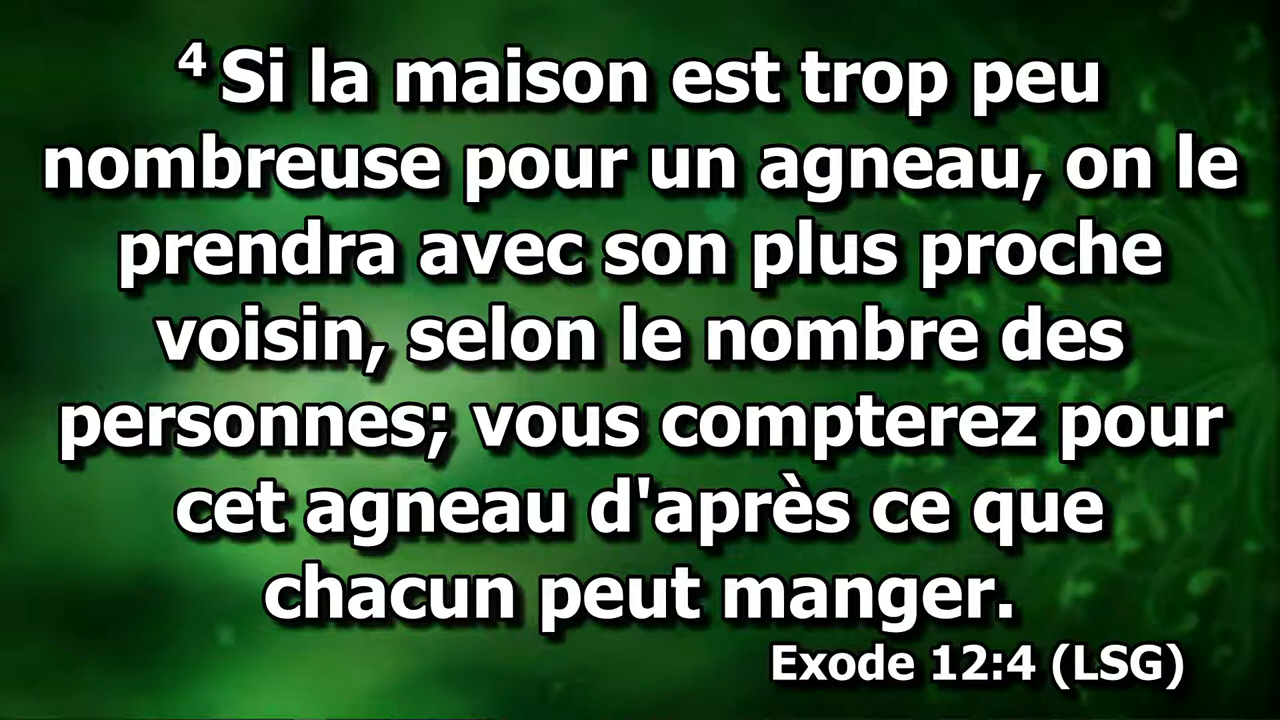 4 Si la maison est trop peu
nombreuse pour un agneau, on le
prendra avec son plus proche
voisin, selon le nombre des
personnes; vous compterez pour
cet agneau d'après ce que
chacun peut manger.
Exode 12:4 (LSG)